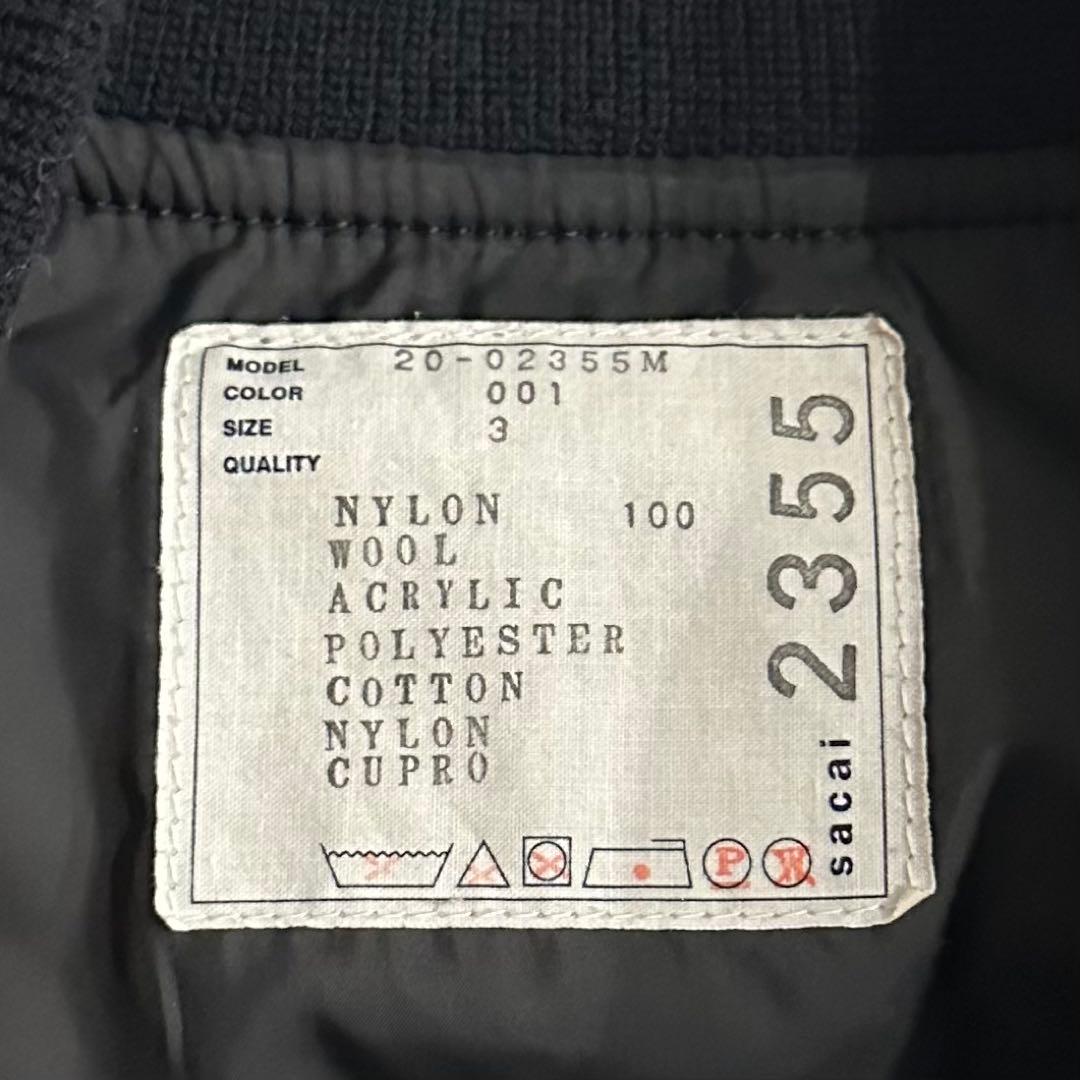 MODEL 20-02355M
COLOR 001
SIZE 3
QUALITY
NYLON 100
WOOL
ACRYLIC
POLYESTER
COTTON
NYLON
CUPRO
P
W
sacai 2355